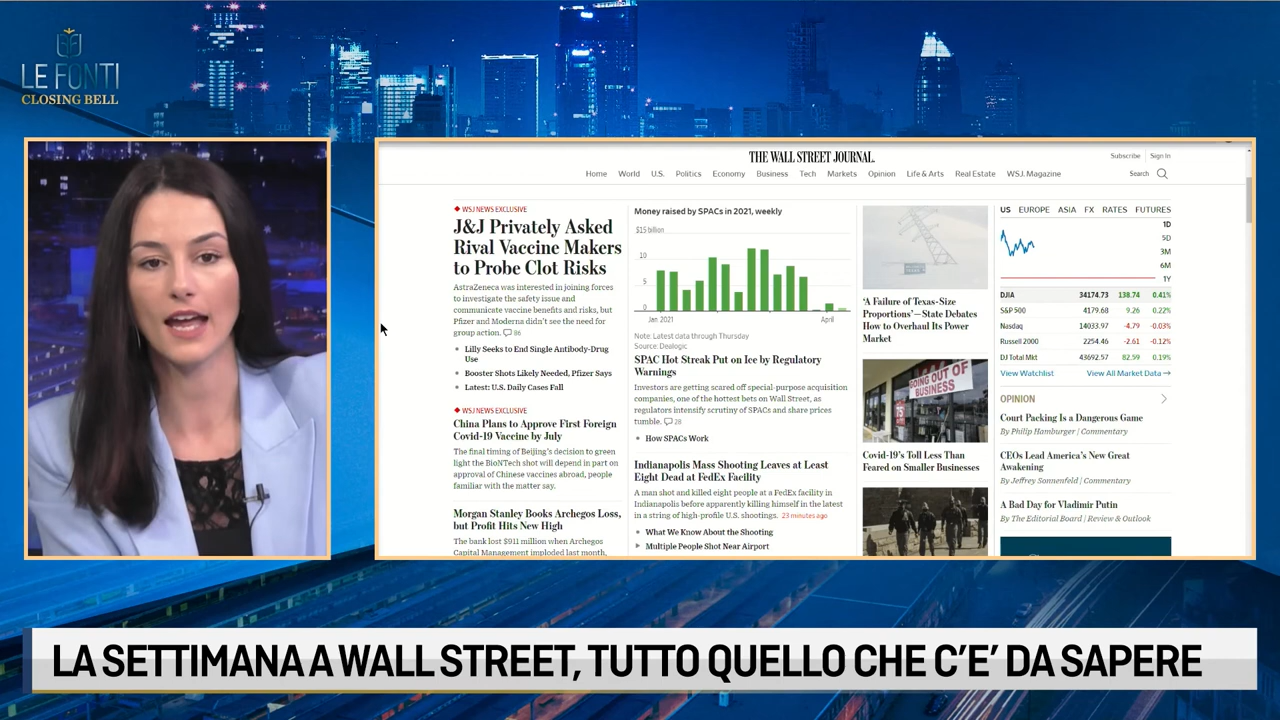 LE FONTI
CLOSING BELL
THE WALL STREET JOURNAL.
Subscribe Sign In
Home World U.S. Politics Economy Business Tech Markets Opinion Life & Arts Real Estate WSJ. Magazine Search
WSJ NEWS EXCLUSIVE
J&J Privately Asked
Rival Vaccine Makers
to Probe Clot Risks
AstraZeneca was interested in joining forces
to investigate the safety issue and
communicate vaccine benefits and risks, but
Pfizer and Moderna didn't see the need for
group action. 86
Lilly Seeks to End Single Antibody-Drug
Use
Booster Shots Likely Needed, Pfizer Says
Latest: U.S. Daily Cases Fall
WSJ NEWS EXCLUSIVE
China Plans to Approve First Foreign
Covid-19 Vaccine by July
The final timing of Beijing's decision to green
light the BioNTech shot will depend in part on
approval of Chinese vaccines abroad, people
familiar with the matter say.
Morgan Stanley Books Archegos Loss,
but Profit Hits New High
The bank lost $911 million when Archegos
Capital Management imploded last month,
Money raised by SPACs in 2021, weekly
$15 billion
10
5
0
Jan 2021 April
Note: Latest data through Thursday
Source: Dealogic
SPAC Hot Streak Put on Ice by Regulatory
Warnings
Investors are getting scared off special-purpose acquisition
companies, one of the hottest bets on Wall Street, as
regulators intensify scrutiny of SPACs and share prices
tumble. 28
How SPACs Work
Indianapolis Mass Shooting Leaves at Least
Eight Dead at FedEx Facility
A man shot and killed eight people at a FedEx facility in
Indianapolis before apparently killing himself in the latest
in a string of high-profile U.S. shootings. 23 minutes ago
What We Know About the Shooting
Multiple People Shot Near Airport
'A Failure of Texas-Size
Proportions'—State Debates
How to Overhaul Its Power
Market
GOING OUT OF
BUSINESS
75
Covid-19's Toll Less Than
Feared on Smaller Businesses
US EUROPE ASIA FX RATES FUTURES
1D
5D
3M
6M
1Y
DJIA 34174.73 138.74 0.41%
S&P 500 4179.68 9.26 0.22%
Nasdaq 14033.97 -4.79 -0.03%
Russell 2000 2254.46 -2.61 -0.12%
DJ Total Mkt 43692.57 82.59 0.19%
View Watchlist View All Market Data →
OPINION
Court Packing Is a Dangerous Game
By Philip Hamburger | Commentary
CEOs Lead America's New Great
Awakening
By Jeffrey Sonnenfeld | Commentary
A Bad Day for Vladimir Putin
By The Editorial Board | Review & Outlook
LA SETTIMANA A WALL STREET, TUTTO QUELLO CHE C'E' DA SAPERE